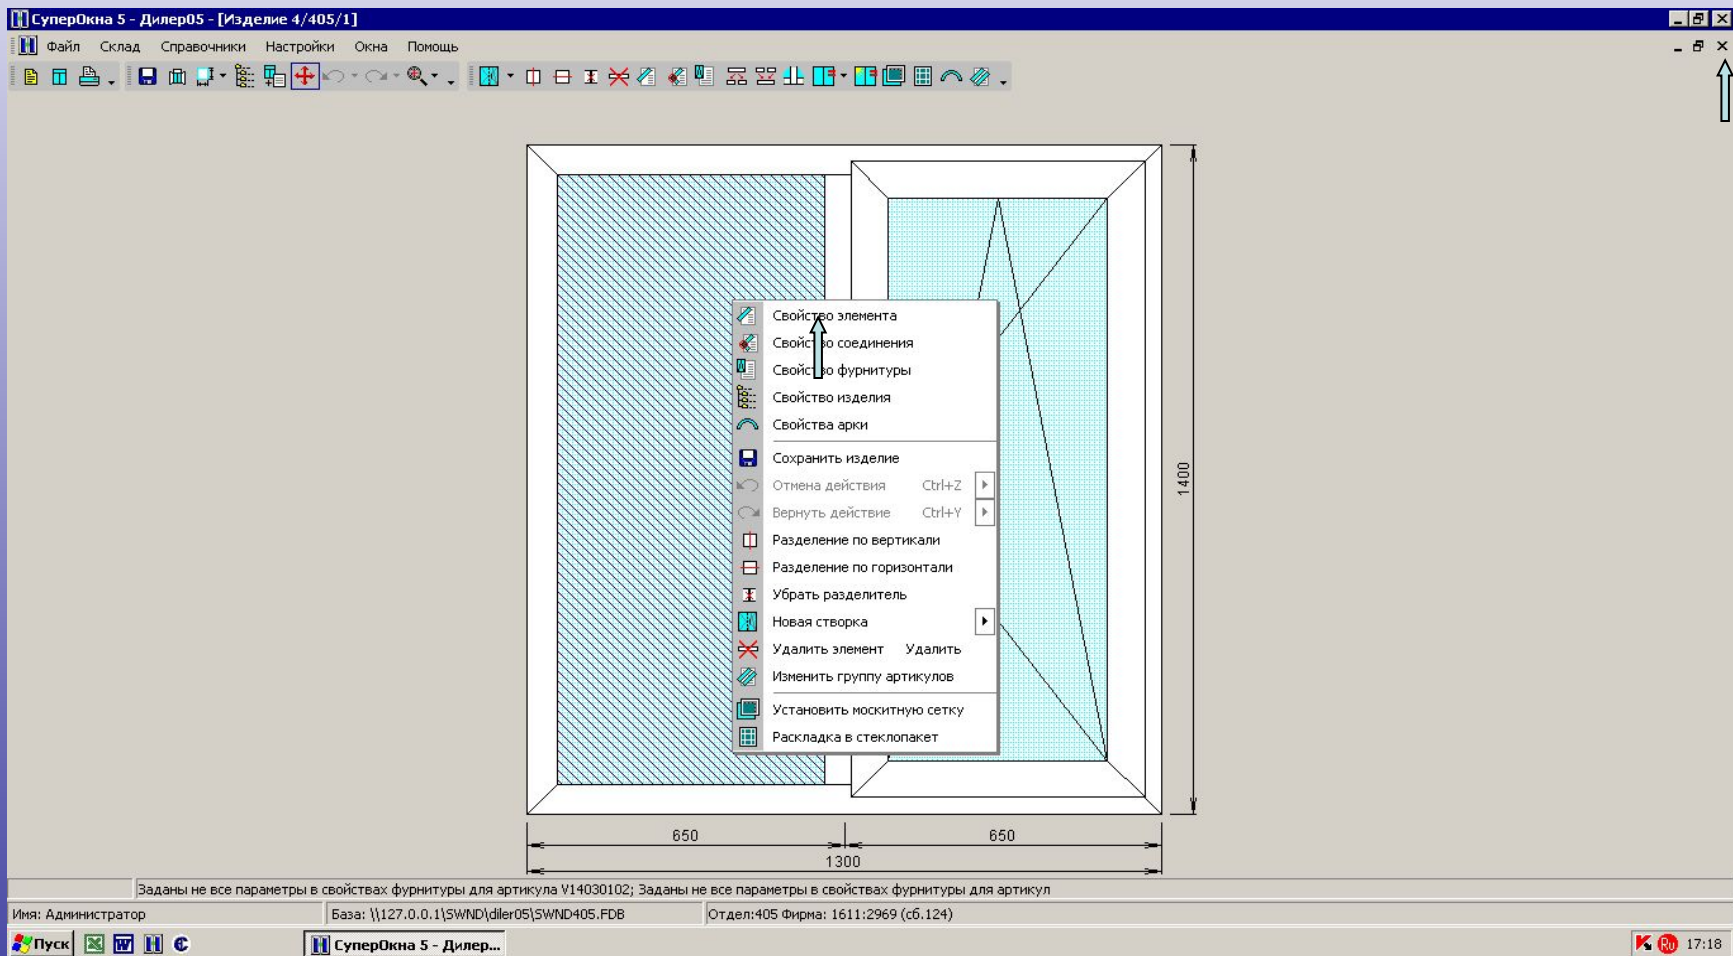 СуперОкна 5 - Дилер05 - [Изделие 4/405/1]
Файл Склад Справочники Настройки Окна Помощь
Свойство элемента
Свойство соединения
Свойство фурнитуры
Свойство изделия
Свойства арки
Сохранить изделие
Отмена действия Ctrl+Z
Вернуть действие Ctrl+Y
Разделение по вертикали
Разделение по горизонтали
Убрать разделитель
Новая створка
Удалить элемент Удалить
Изменить группу артикулов
Установить москитную сетку
Раскладка в стеклопакет
1400
650 650
1300
Заданы не все параметры в свойствах фурнитуры для артикула V14030102; Заданы не все параметры в свойствах фурнитуры для артикул
Имя: Администратор База: \\127.0.0.1\SWND\diler05\SWND405.FDB Отдел:405 Фирма: 1611:2969 (сб.124)
Пуск СуперОкна 5 - Дилер... Ru 17:18